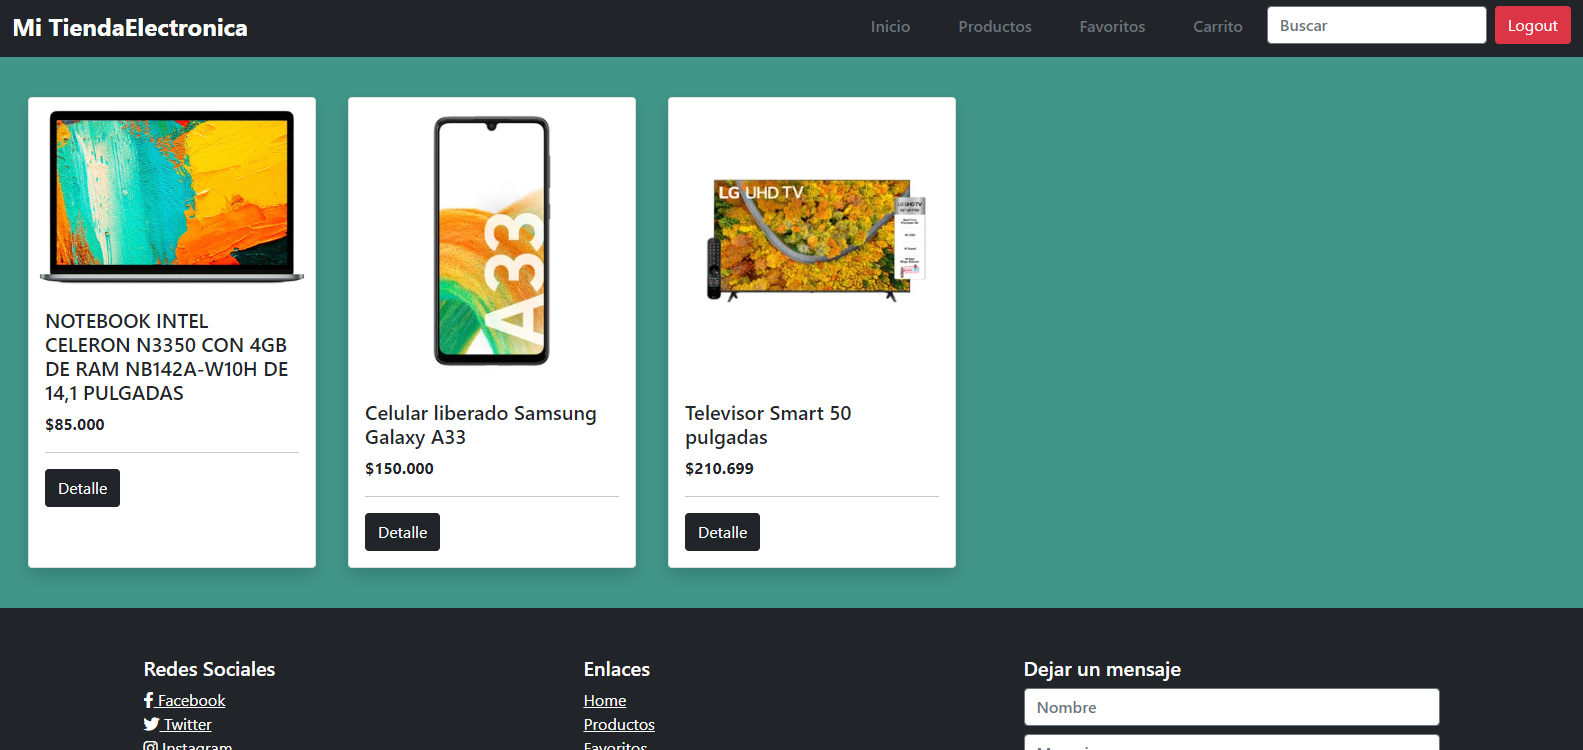 Mi TiendaElectronica
Inicio
Productos
Favoritos
Carrito
Buscar
Logout
NOTEBOOK INTEL
CELERON N3350 CON 4GB
DE RAM NB142A-W10H DE
14,1 PULGADAS
$85.000
Detalle
A33
Celular liberado Samsung
Galaxy A33
$150.000
Detalle
LG UHD TV
LG UHD TV
Televisor Smart 50
pulgadas
$210.699
Detalle
Redes Sociales
Facebook
Twitter
Instagram
Enlaces
Home
Productos
Favoritos
Dejar un mensaje
Nombre